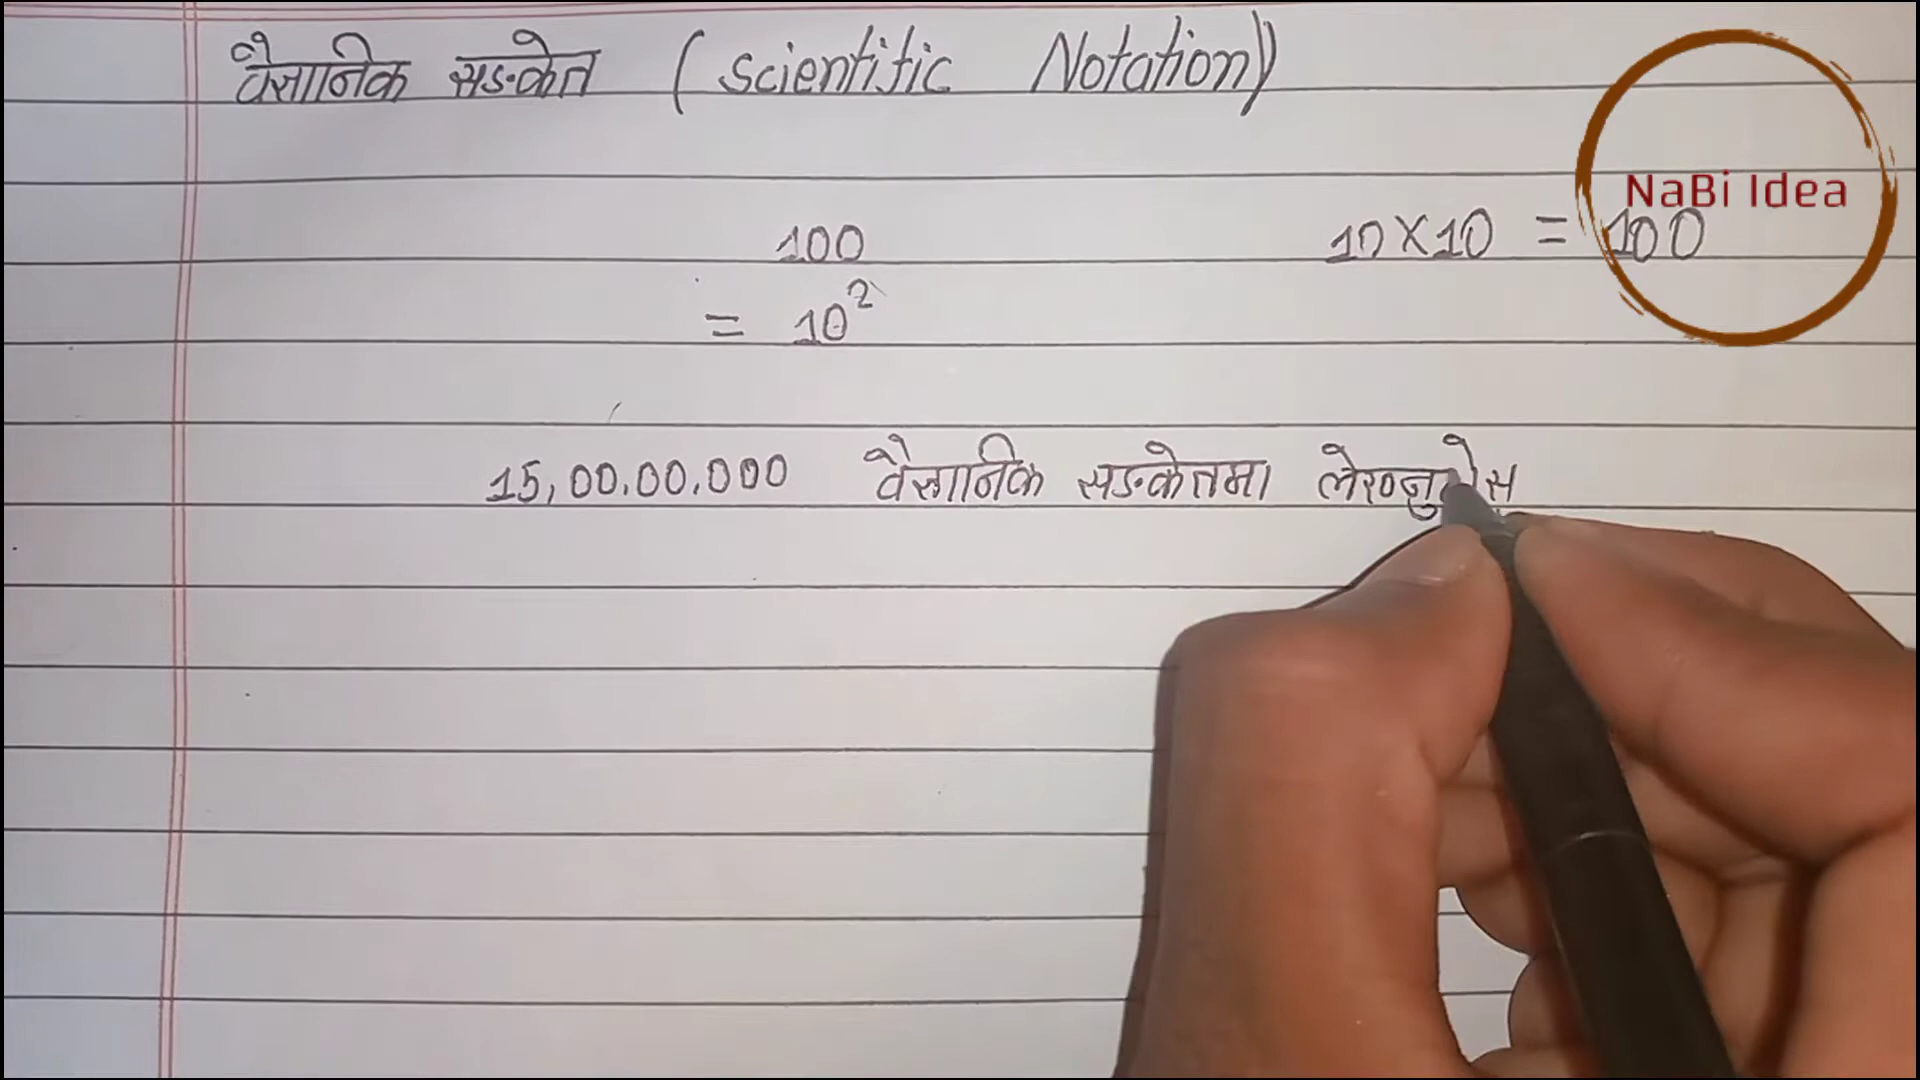 वैज्ञानिक सङ्केत (Scientific Notation)
NaBi Idea
100 10×10 = 100
= 10²
15,00,00,000 वैज्ञानिक सङ्केतमा लेख्नुहोस